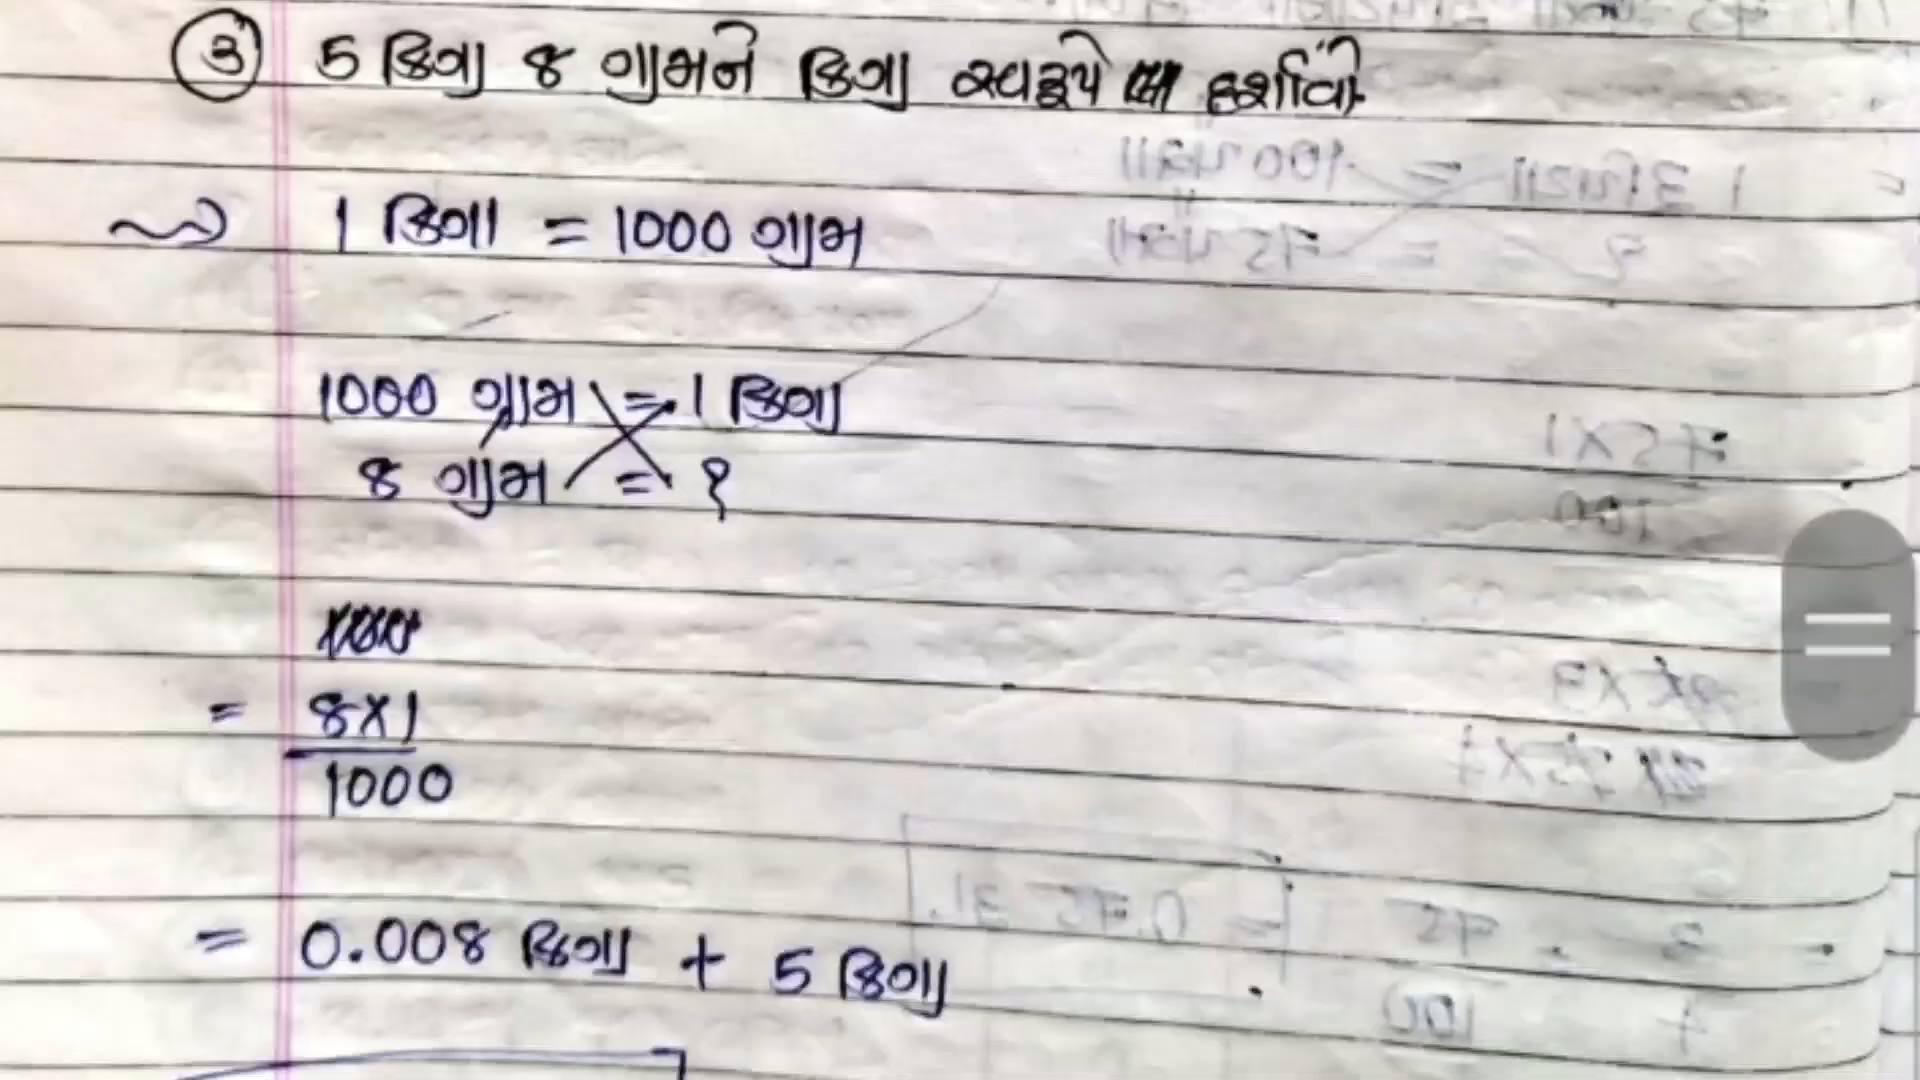 ③ 5 કિગ્રા 8 ગ્રામને કિગ્રા સ્વરૂપે દર્શાવો
1 કિગ્રા = 1000 ગ્રામ
1000 ગ્રામ = 1 કિગ્રા
8 ગ્રામ = ?
= 8×1
1000
= 0.008 કિગ્રા + 5 કિગ્રા